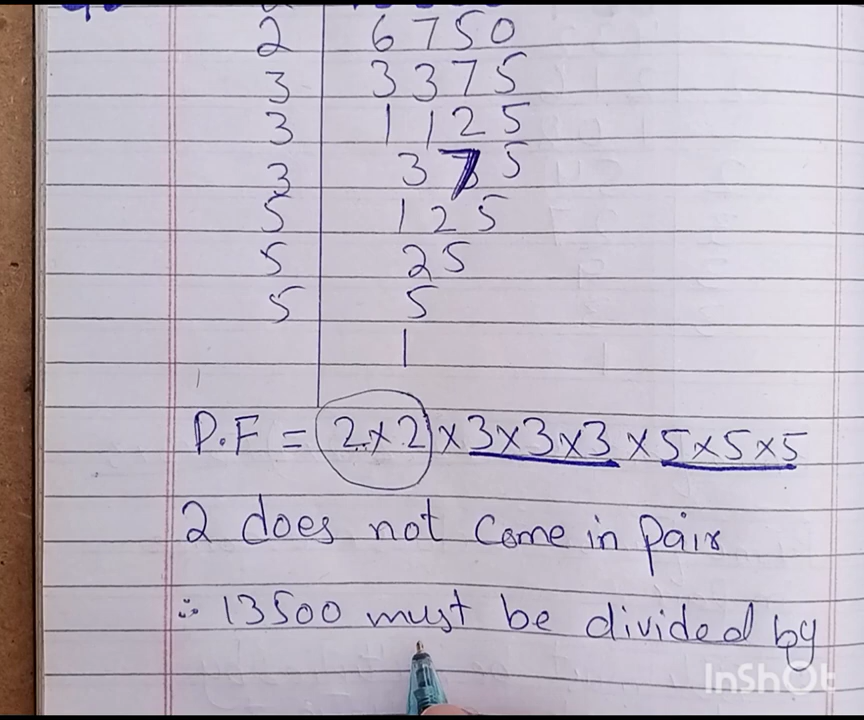 2 6750
3 3375
3 1125
3 375
5 125
5 25
5 5
1
P.F = 2×2 × 3×3×3 × 5×5×5
2 does not come in pair
∴ 13500 must be divided by
InShOt